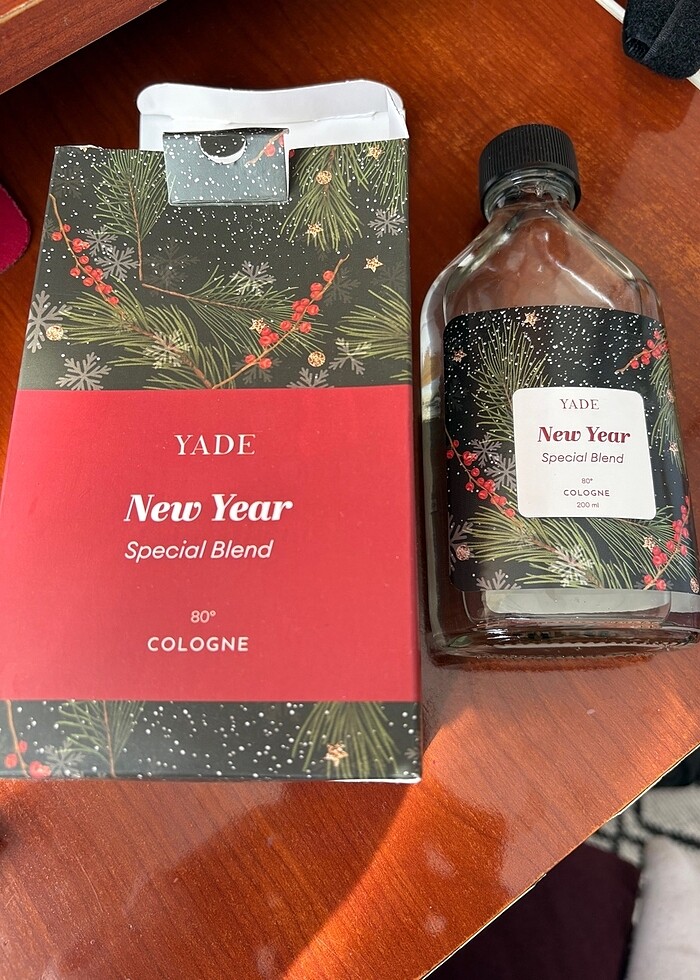 YADE
New Year
Special Blend
80°
COLOGNE
YADE
New Year
Special Blend
80°
COLOGNE
200 ml